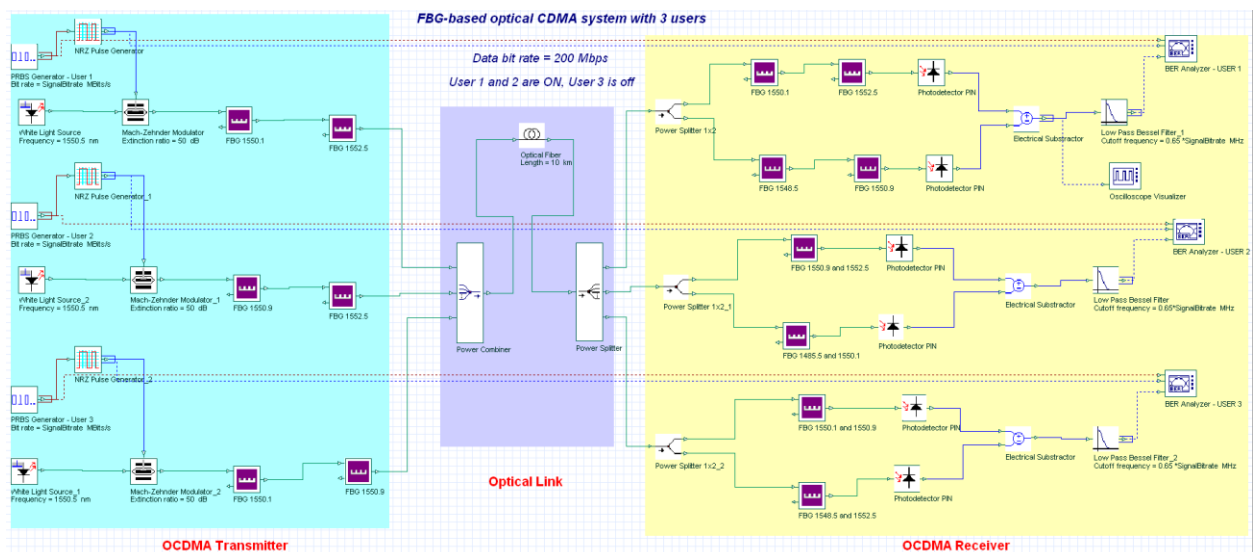 FBG-based optical CDMA system with 3 users
Data bit rate = 200 Mbps
User 1 and 2 are ON, User 3 is off
NRZ Pulse Generator
PRBS Generator - User 1
Bit rate = SignalBitrate MBits/s
White Light Source
Frequency = 1550.5 nm
Mach-Zehnder Modulator
Extinction ratio = 50 dB
FBG 1550.1
FBG 1552.5
NRZ Pulse Generator_1
PRBS Generator - User 2
Bit rate = SignalBitrate MBits/s
White Light Source_2
Frequency = 1550.5 nm
Mach-Zehnder Modulator_1
Extinction ratio = 50 dB
FBG 1550.9
FBG 1552.5
NRZ Pulse Generator_2
PRBS Generator - User 3
Bit rate = SignalBitrate MBits/s
White Light Source_1
Frequency = 1550.5 nm
Mach-Zehnder Modulator_2
Extinction ratio = 50 dB
FBG 1550.1
FBG 1550.9
OCDMA Transmitter
Optical Fiber
Length = 10 km
Power Combiner
Power Splitter
Optical Link
Power Splitter 1x2
FBG 1550.1
FBG 1552.5
Photodetector PIN
FBG 1548.5
FBG 1550.9
Photodetector PIN
Electrical Substractor
Low Pass Bessel Filter_1
Cutoff frequency = 0.65 *SignalBitrate MHz
BER Analyzer - USER 1
Oscilloscope Visualizer
Power Splitter 1x2_1
FBG 1550.9 and 1552.5
Photodetector PIN
FBG 1485.5 and 1550.1
Photodetector PIN
Electrical Substractor
Low Pass Bessel Filter
Cutoff frequency = 0.65*SignalBitrate MHz
BER Analyzer - USER 2
Power Splitter 1x2_2
FBG 1550.1 and 1550.9
Photodetector PIN
FBG 1548.5 and 1552.5
Photodetector PIN
Electrical Substractor
Low Pass Bessel Filter_2
Cutoff frequency = 0.65 *SignalBitrate MHz
BER Analyzer - USER 3
OCDMA Receiver